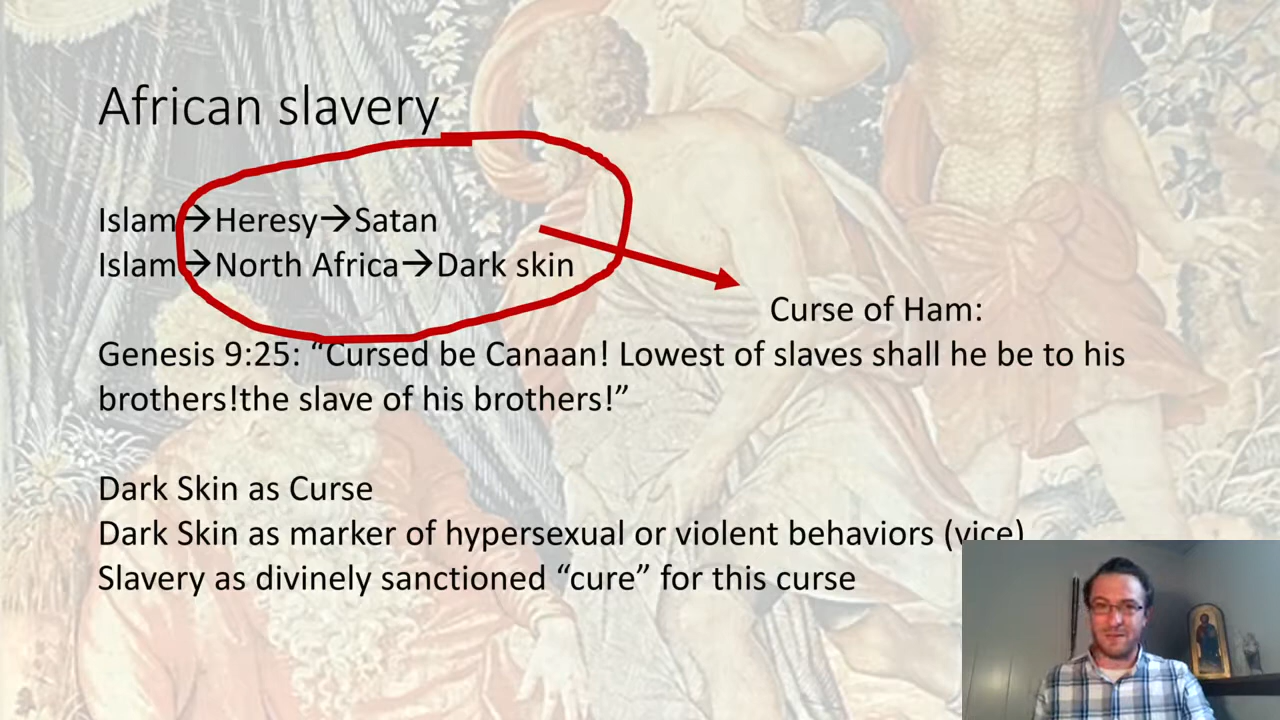 African slavery
Islam→Heresy→Satan
Islam→North Africa→Dark skin
Curse of Ham:
Genesis 9:25: “Cursed be Canaan! Lowest of slaves shall he be to his
brothers!the slave of his brothers!”
Dark Skin as Curse
Dark Skin as marker of hypersexual or violent behaviors (vice)
Slavery as divinely sanctioned “cure” for this curse